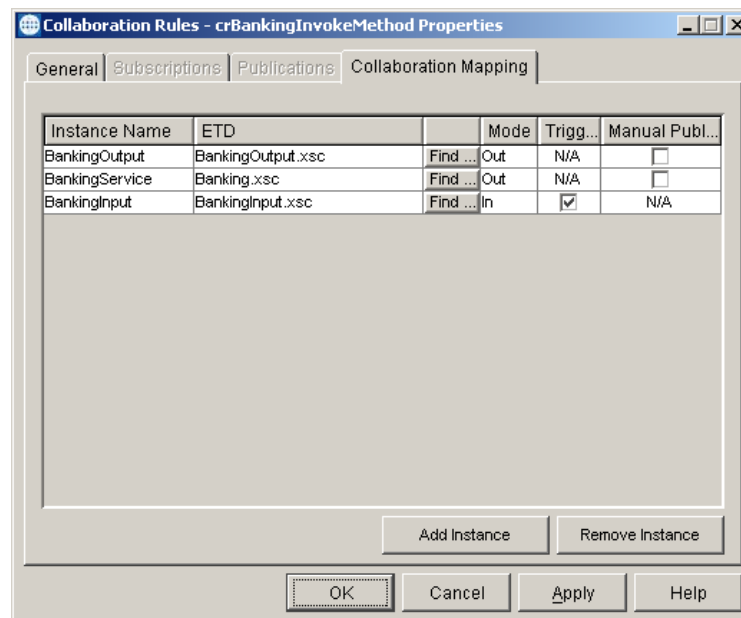 Collaboration Rules - crBankingInvokeMethod Properties
General Subscriptions Publications Collaboration Mapping
Instance Name ETD Mode Trigg... Manual Publ...
BankingOutput BankingOutput.xsc Find ... Out N/A
BankingService Banking.xsc Find ... Out N/A
BankingInput BankingInput.xsc Find ... In N/A
Add Instance Remove Instance
OK Cancel Apply Help